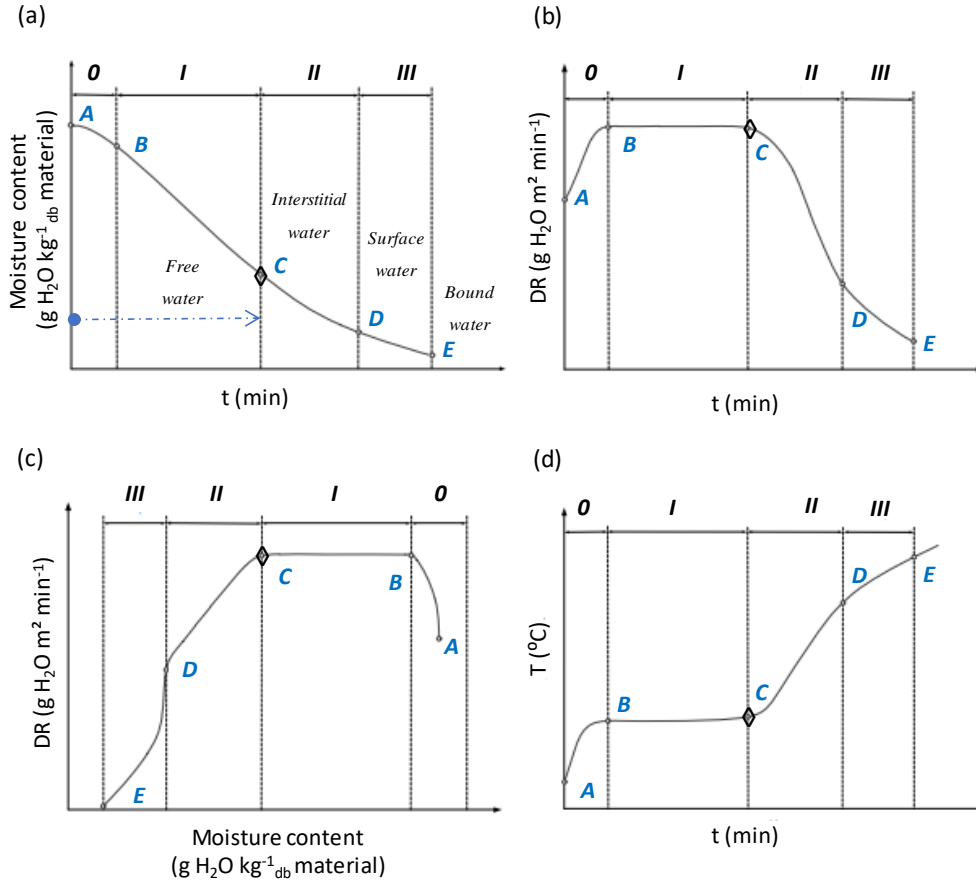 (a)
0 I II III
A
B
C
D
E
Free
water
Interstitial
water
Surface
water
Bound
water
Moisture content
(g H₂O kg⁻¹db material)
t (min)
(b)
0 I II III
A
B
C
D
E
DR (g H₂O m² min⁻¹)
t (min)
(c)
III II I 0
C
B
A
D
E
DR (g H₂O m² min⁻¹)
Moisture content
(g H₂O kg⁻¹db material)
(d)
0 I II III
A
B
C
D
E
T (°C)
t (min)